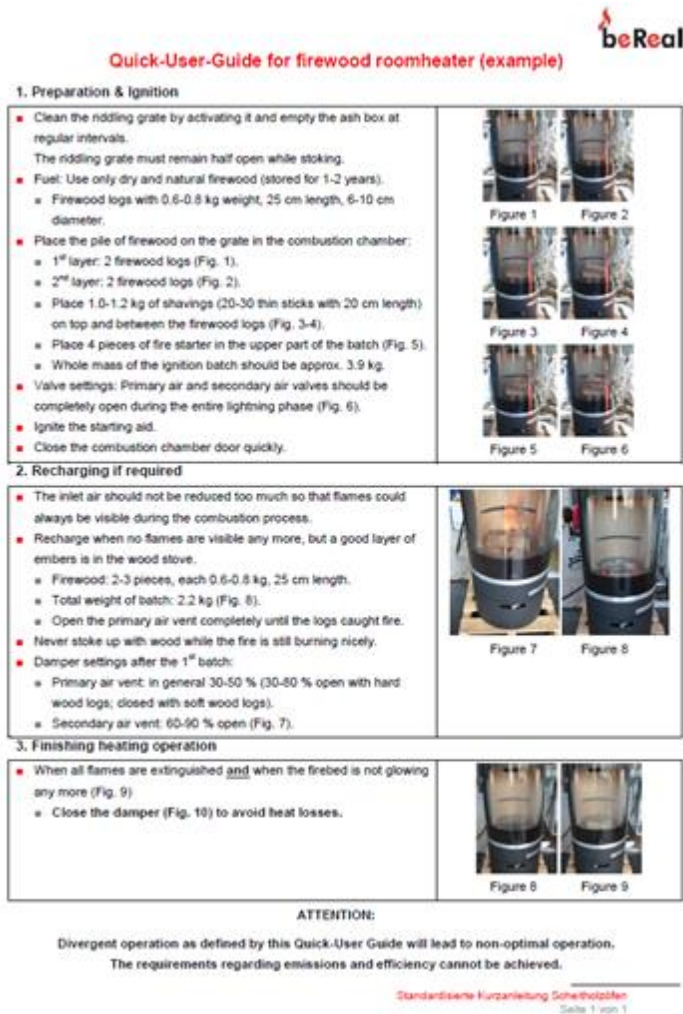 beReal
Quick-User-Guide for firewood roomheater (example)
1. Preparation & Ignition
Clean the riddling grate by activating it and empty the ash box at
regular intervals.
The riddling grate must remain half open while stoking.
Fuel: Use only dry and natural firewood (stored for 1-2 years).
Firewood logs with 0.6-0.8 kg weight, 25 cm length, 6-10 cm
diameter.
Place the pile of firewood on the grate in the combustion chamber:
1st layer: 2 firewood logs (Fig. 1).
2nd layer: 2 firewood logs (Fig. 2).
Place 1.0-1.2 kg of shavings (20-30 thin sticks with 20 cm length)
on top and between the firewood logs (Fig. 3-4).
Place 4 pieces of fire starter in the upper part of the batch (Fig. 5).
Whole mass of the ignition batch should be approx. 3.9 kg.
Valve settings: Primary air and secondary air valves should be
completely open during the entire lightning phase (Fig. 6).
Ignite the starting aid.
Close the combustion chamber door quickly.
Figure 1 Figure 2
Figure 3 Figure 4
Figure 5 Figure 6
2. Recharging if required
The inlet air should not be reduced too much so that flames could
always be visible during the combustion process.
Recharge when no flames are visible any more, but a good layer of
embers is in the wood stove.
Firewood: 2-3 pieces, each 0.6-0.8 kg, 25 cm length.
Total weight of batch: 2.2 kg (Fig. 8).
Open the primary air vent completely until the logs caught fire.
Never stoke up with wood while the fire is still burning nicely.
Damper settings after the 1st batch:
Primary air vent: in general 30-50 % (30-80 % open with hard
wood logs; closed with soft wood logs).
Secondary air vent: 60-90 % open (Fig. 7).
Figure 7 Figure 8
3. Finishing heating operation
When all flames are extinguished and when the firebed is not glowing
any more (Fig. 9)
Close the damper (Fig. 10) to avoid heat losses.
Figure 8 Figure 9
ATTENTION:
Divergent operation as defined by this Quick-User Guide will lead to non-optimal operation.
The requirements regarding emissions and efficiency cannot be achieved.
Standardisierte Kurzanleitung Scheitholzöfen
Seite 1 von 1